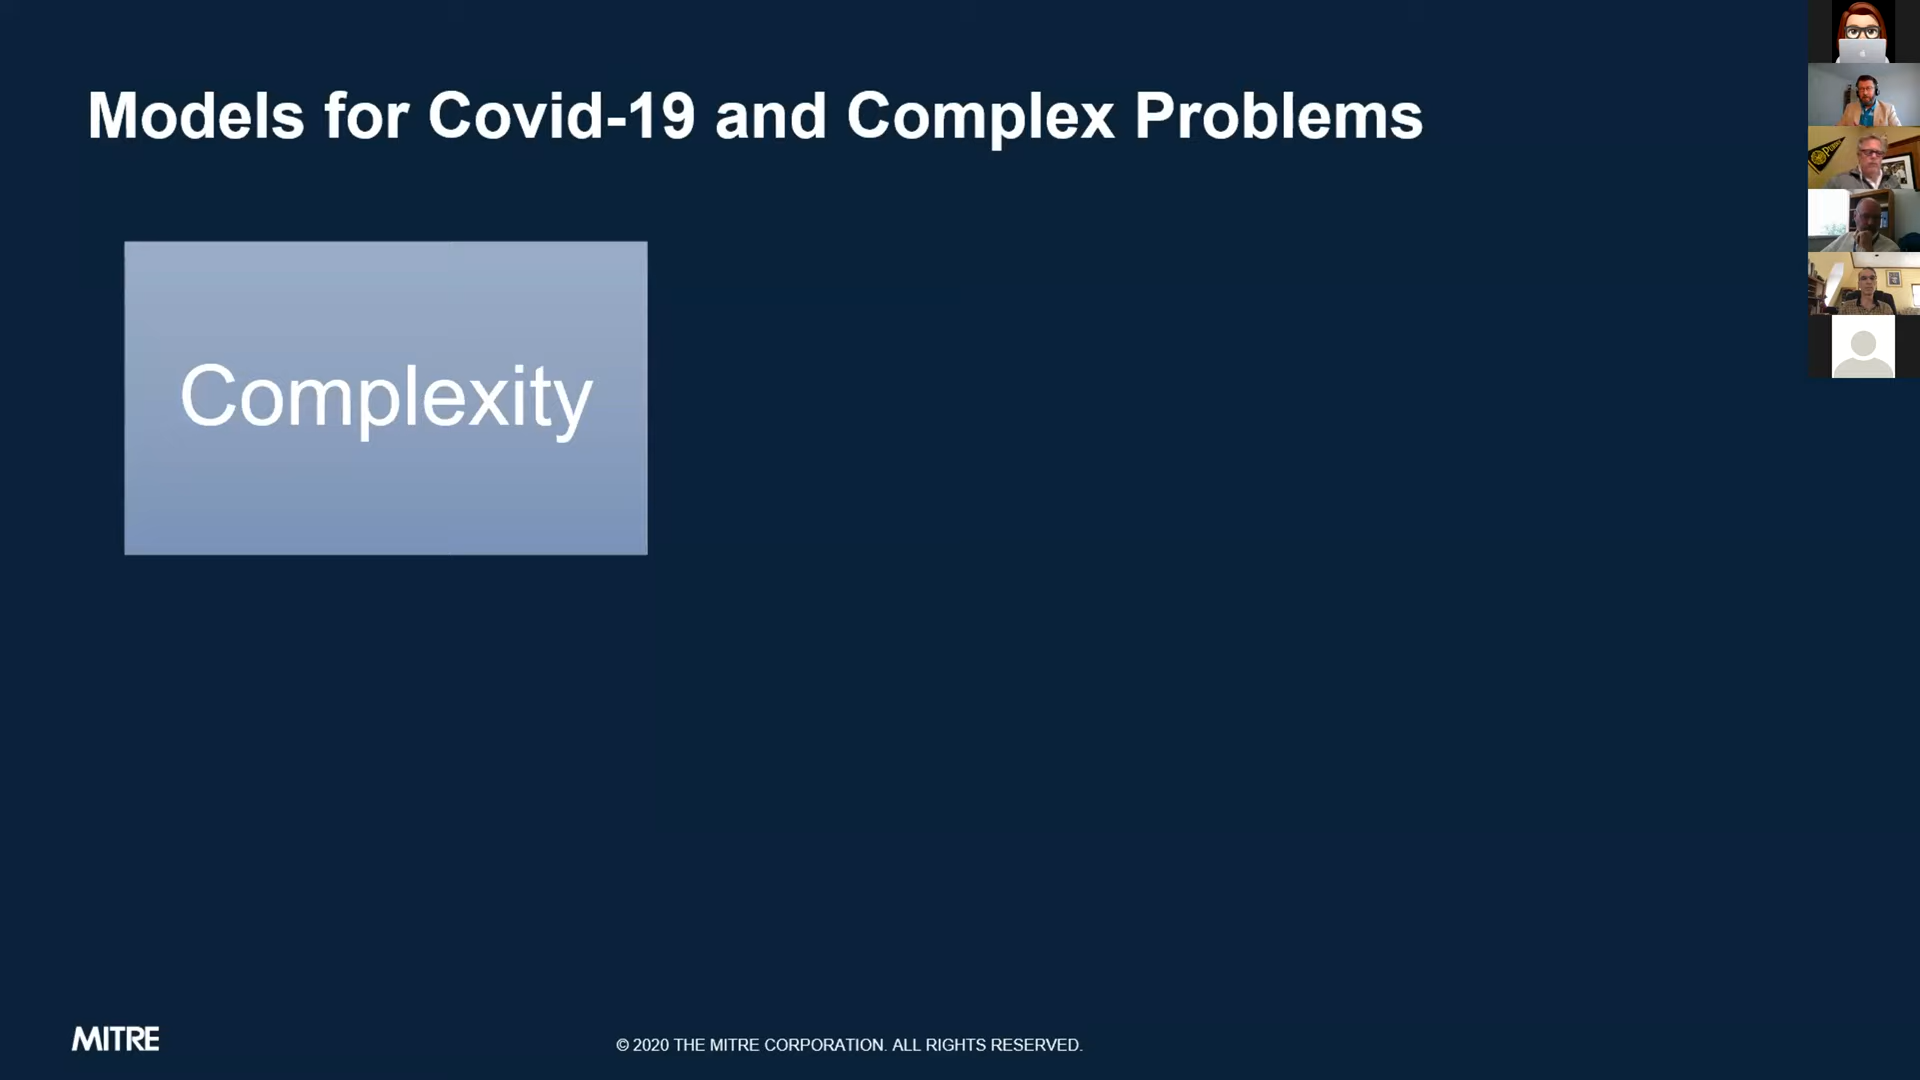 Models for Covid-19 and Complex Problems
Complexity
MITRE
© 2020 THE MITRE CORPORATION. ALL RIGHTS RESERVED.